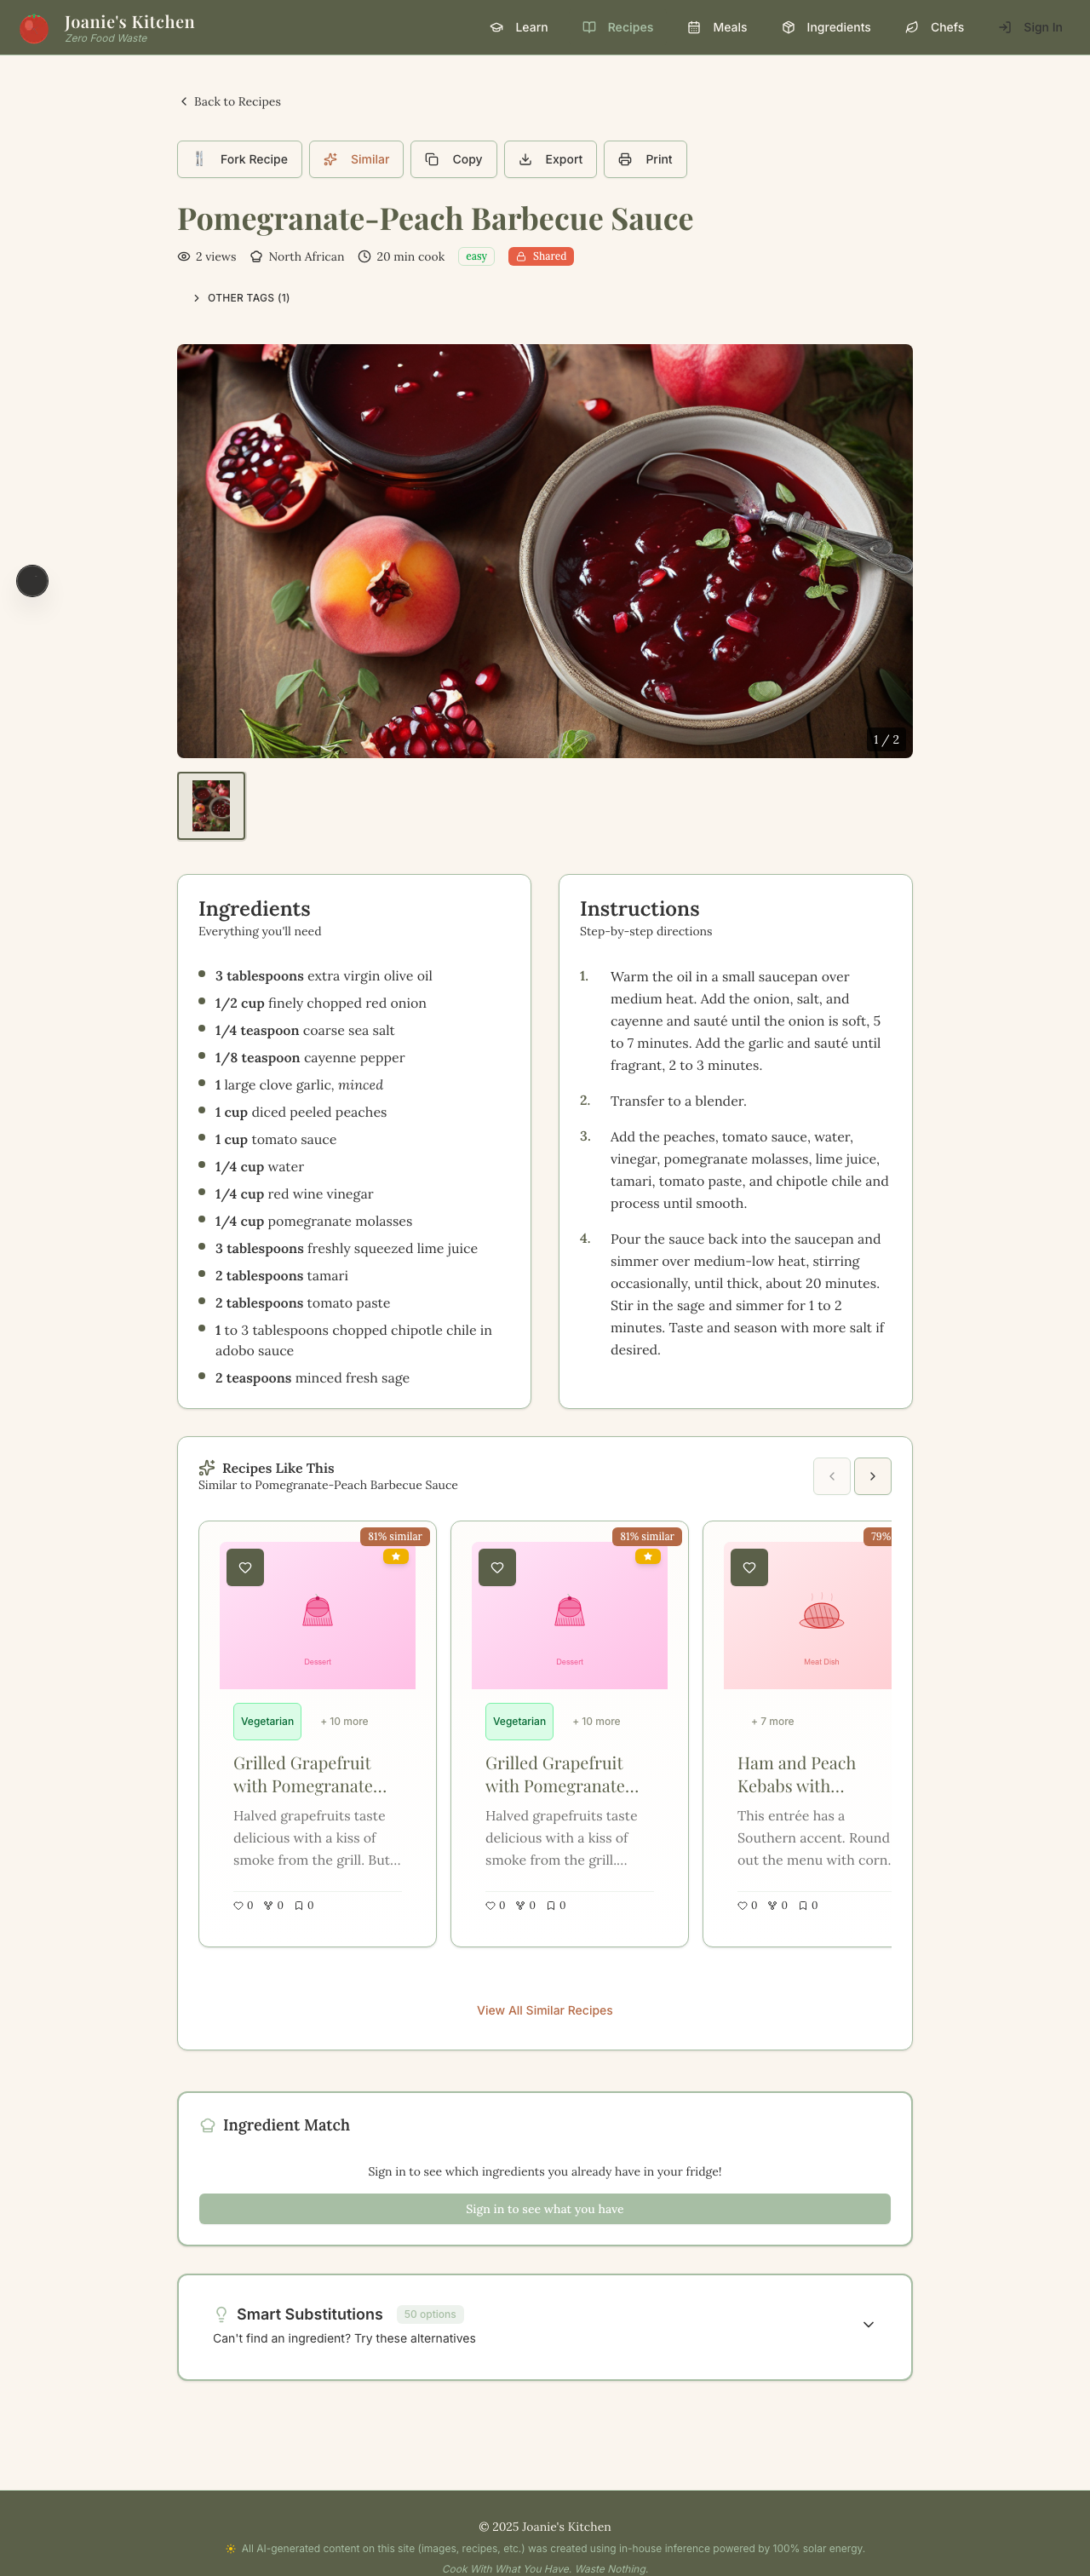 Joanie's Kitchen
Zero Food Waste
Learn
Recipes
Meals
Ingredients
Chefs
Sign In
Back to Recipes
Fork Recipe
Similar
Copy
Export
Print
Pomegranate-Peach Barbecue Sauce
2 views
North African
20 min cook
easy
Shared
OTHER TAGS (1)
1 / 2
Ingredients
Everything you'll need
3 tablespoons extra virgin olive oil
1/2 cup finely chopped red onion
1/4 teaspoon coarse sea salt
1/8 teaspoon cayenne pepper
1 large clove garlic, minced
1 cup diced peeled peaches
1 cup tomato sauce
1/4 cup water
1/4 cup red wine vinegar
1/4 cup pomegranate molasses
3 tablespoons freshly squeezed lime juice
2 tablespoons tamari
2 tablespoons tomato paste
1 to 3 tablespoons chopped chipotle chile in
adobo sauce
2 teaspoons minced fresh sage
Instructions
Step-by-step directions
1. Warm the oil in a small saucepan over
medium heat. Add the onion, salt, and
cayenne and sauté until the onion is soft, 5
to 7 minutes. Add the garlic and sauté until
fragrant, 2 to 3 minutes.
2. Transfer to a blender.
3. Add the peaches, tomato sauce, water,
vinegar, pomegranate molasses, lime juice,
tamari, tomato paste, and chipotle chile and
process until smooth.
4. Pour the sauce back into the saucepan and
simmer over medium-low heat, stirring
occasionally, until thick, about 20 minutes.
Stir in the sage and simmer for 1 to 2
minutes. Taste and season with more salt if
desired.
Recipes Like This
Similar to Pomegranate-Peach Barbecue Sauce
81% similar
Dessert
Vegetarian
+ 10 more
Grilled Grapefruit
with Pomegranate...
Halved grapefruits taste
delicious with a kiss of
smoke from the grill. But...
0 0 0
81% similar
Dessert
Vegetarian
+ 10 more
Grilled Grapefruit
with Pomegranate...
Halved grapefruits taste
delicious with a kiss of
smoke from the grill....
0 0 0
79%
Meat Dish
+ 7 more
Ham and Peach
Kebabs with...
This entrée has a
Southern accent. Round
out the menu with corn.
0 0 0
View All Similar Recipes
Ingredient Match
Sign in to see which ingredients you already have in your fridge!
Sign in to see what you have
Smart Substitutions
50 options
Can't find an ingredient? Try these alternatives
© 2025 Joanie's Kitchen
All AI-generated content on this site (images, recipes, etc.) was created using in-house inference powered by 100% solar energy.
Cook With What You Have. Waste Nothing.